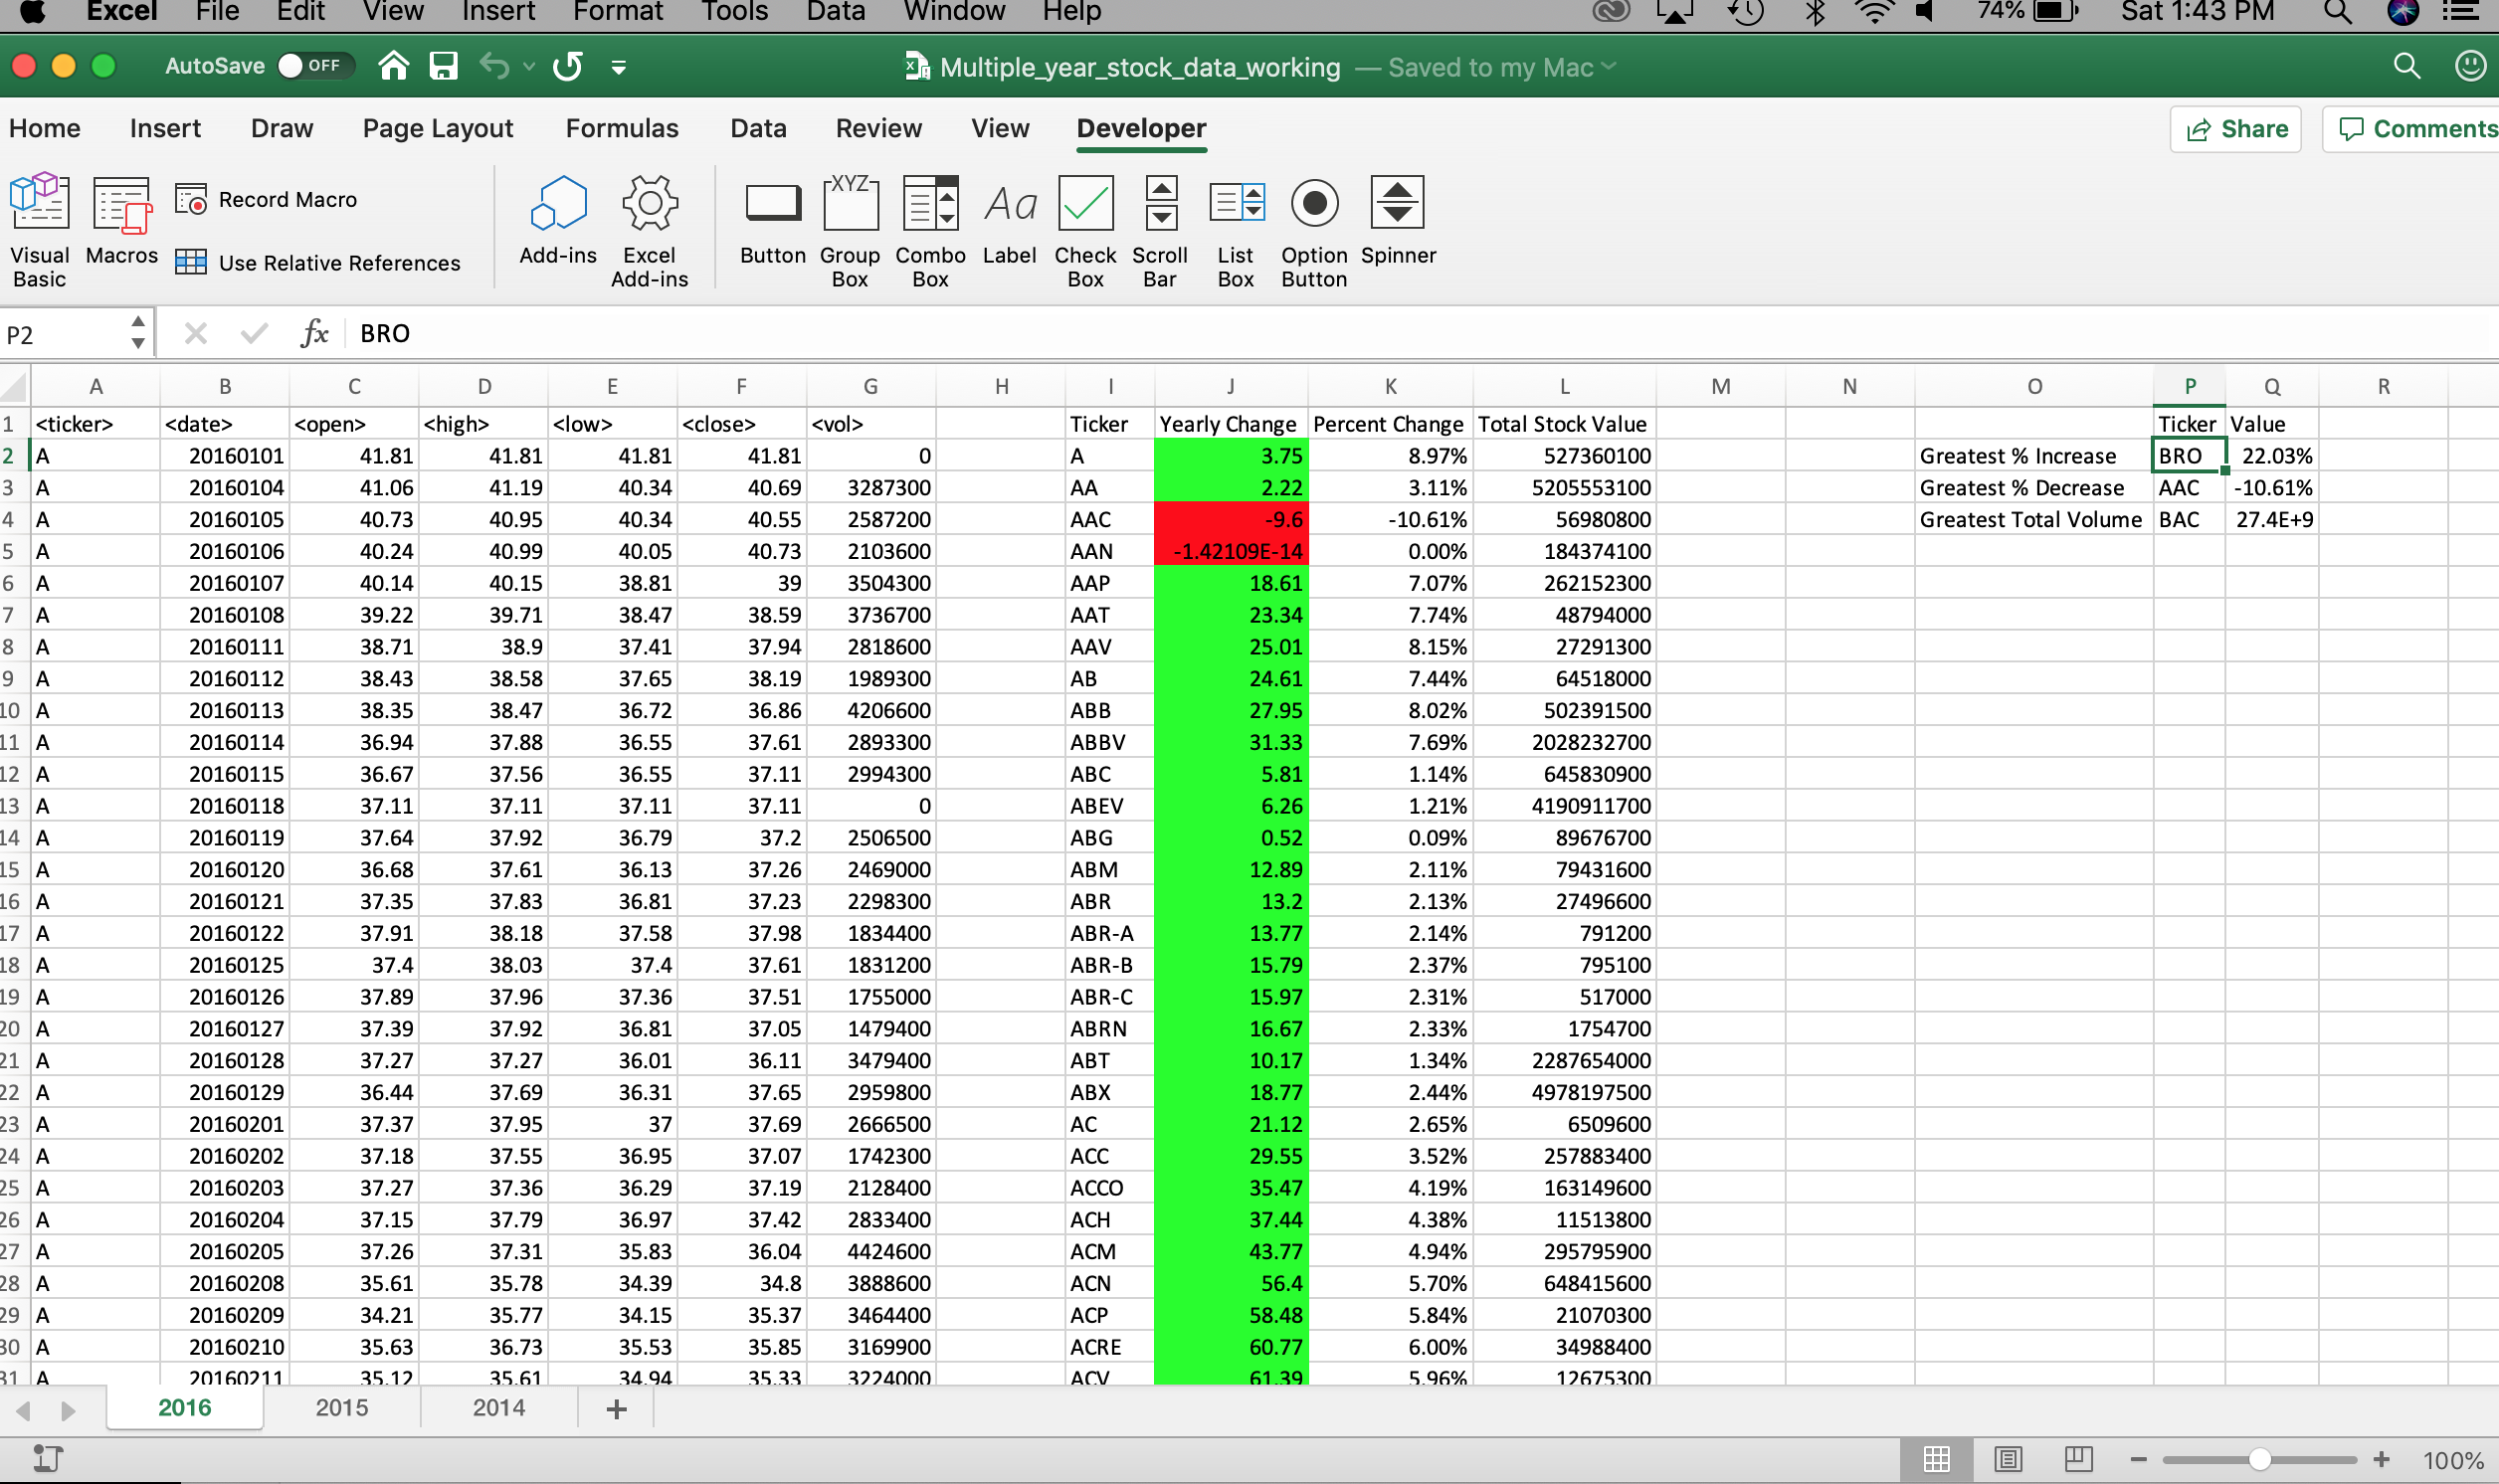 Excel File Edit View Insert Format Tools Data Window Help 74% Sat 1:43 PM
AutoSave OFF Multiple_year_stock_data_working — Saved to my Mac
Home Insert Draw Page Layout Formulas Data Review View Developer Share Comments
Visual Basic Macros Record Macro Use Relative References Add-ins Excel Add-ins Button XYZ Group Box Combo Box Aa Label Check Box Scroll Bar List Box Option Button Spinner
P2 fx BRO
A B C D E F G H I J K L M N O P Q R
1 <ticker> <date> <open> <high> <low> <close> <vol> Ticker Yearly Change Percent Change Total Stock Value Ticker Value
2 A 20160101 41.81 41.81 41.81 41.81 0 A 3.75 8.97% 527360100 Greatest % Increase BRO 22.03%
3 A 20160104 41.06 41.19 40.34 40.69 3287300 AA 2.22 3.11% 5205553100 Greatest % Decrease AAC -10.61%
4 A 20160105 40.73 40.95 40.34 40.55 2587200 AAC -9.6 -10.61% 56980800 Greatest Total Volume BAC 27.4E+9
5 A 20160106 40.24 40.99 40.05 40.73 2103600 AAN -1.42109E-14 0.00% 184374100
6 A 20160107 40.14 40.15 38.81 39 3504300 AAP 18.61 7.07% 262152300
7 A 20160108 39.22 39.71 38.47 38.59 3736700 AAT 23.34 7.74% 48794000
8 A 20160111 38.71 38.9 37.41 37.94 2818600 AAV 25.01 8.15% 27291300
9 A 20160112 38.43 38.58 37.65 38.19 1989300 AB 24.61 7.44% 64518000
10 A 20160113 38.35 38.47 36.72 36.86 4206600 ABB 27.95 8.02% 502391500
11 A 20160114 36.94 37.88 36.55 37.61 2893300 ABBV 31.33 7.69% 2028232700
12 A 20160115 36.67 37.56 36.55 37.11 2994300 ABC 5.81 1.14% 645830900
13 A 20160118 37.11 37.11 37.11 37.11 0 ABEV 6.26 1.21% 4190911700
14 A 20160119 37.64 37.92 36.79 37.2 2506500 ABG 0.52 0.09% 89676700
15 A 20160120 36.68 37.61 36.13 37.26 2469000 ABM 12.89 2.11% 79431600
16 A 20160121 37.35 37.83 36.81 37.23 2298300 ABR 13.2 2.13% 27496600
17 A 20160122 37.91 38.18 37.58 37.98 1834400 ABR-A 13.77 2.14% 791200
18 A 20160125 37.4 38.03 37.4 37.61 1831200 ABR-B 15.79 2.37% 795100
19 A 20160126 37.89 37.96 37.36 37.51 1755000 ABR-C 15.97 2.31% 517000
20 A 20160127 37.39 37.92 36.81 37.05 1479400 ABRN 16.67 2.33% 1754700
21 A 20160128 37.27 37.27 36.01 36.11 3479400 ABT 10.17 1.34% 2287654000
22 A 20160129 36.44 37.69 36.31 37.65 2959800 ABX 18.77 2.44% 4978197500
23 A 20160201 37.37 37.95 37 37.69 2666500 AC 21.12 2.65% 6509600
24 A 20160202 37.18 37.55 36.95 37.07 1742300 ACC 29.55 3.52% 257883400
25 A 20160203 37.27 37.36 36.29 37.19 2128400 ACCO 35.47 4.19% 163149600
26 A 20160204 37.15 37.79 36.97 37.42 2833400 ACH 37.44 4.38% 11513800
27 A 20160205 37.26 37.31 35.83 36.04 4424600 ACM 43.77 4.94% 295795900
28 A 20160208 35.61 35.78 34.39 34.8 3888600 ACN 56.4 5.70% 648415600
29 A 20160209 34.21 35.77 34.15 35.37 3464400 ACP 58.48 5.84% 21070300
30 A 20160210 35.63 36.73 35.53 35.85 3169900 ACRE 60.77 6.00% 34988400
31 A 20160211 35.12 35.61 34.94 35.33 3224000 ACV 61.39 5.96% 12675300
2016 2015 2014 +
100%